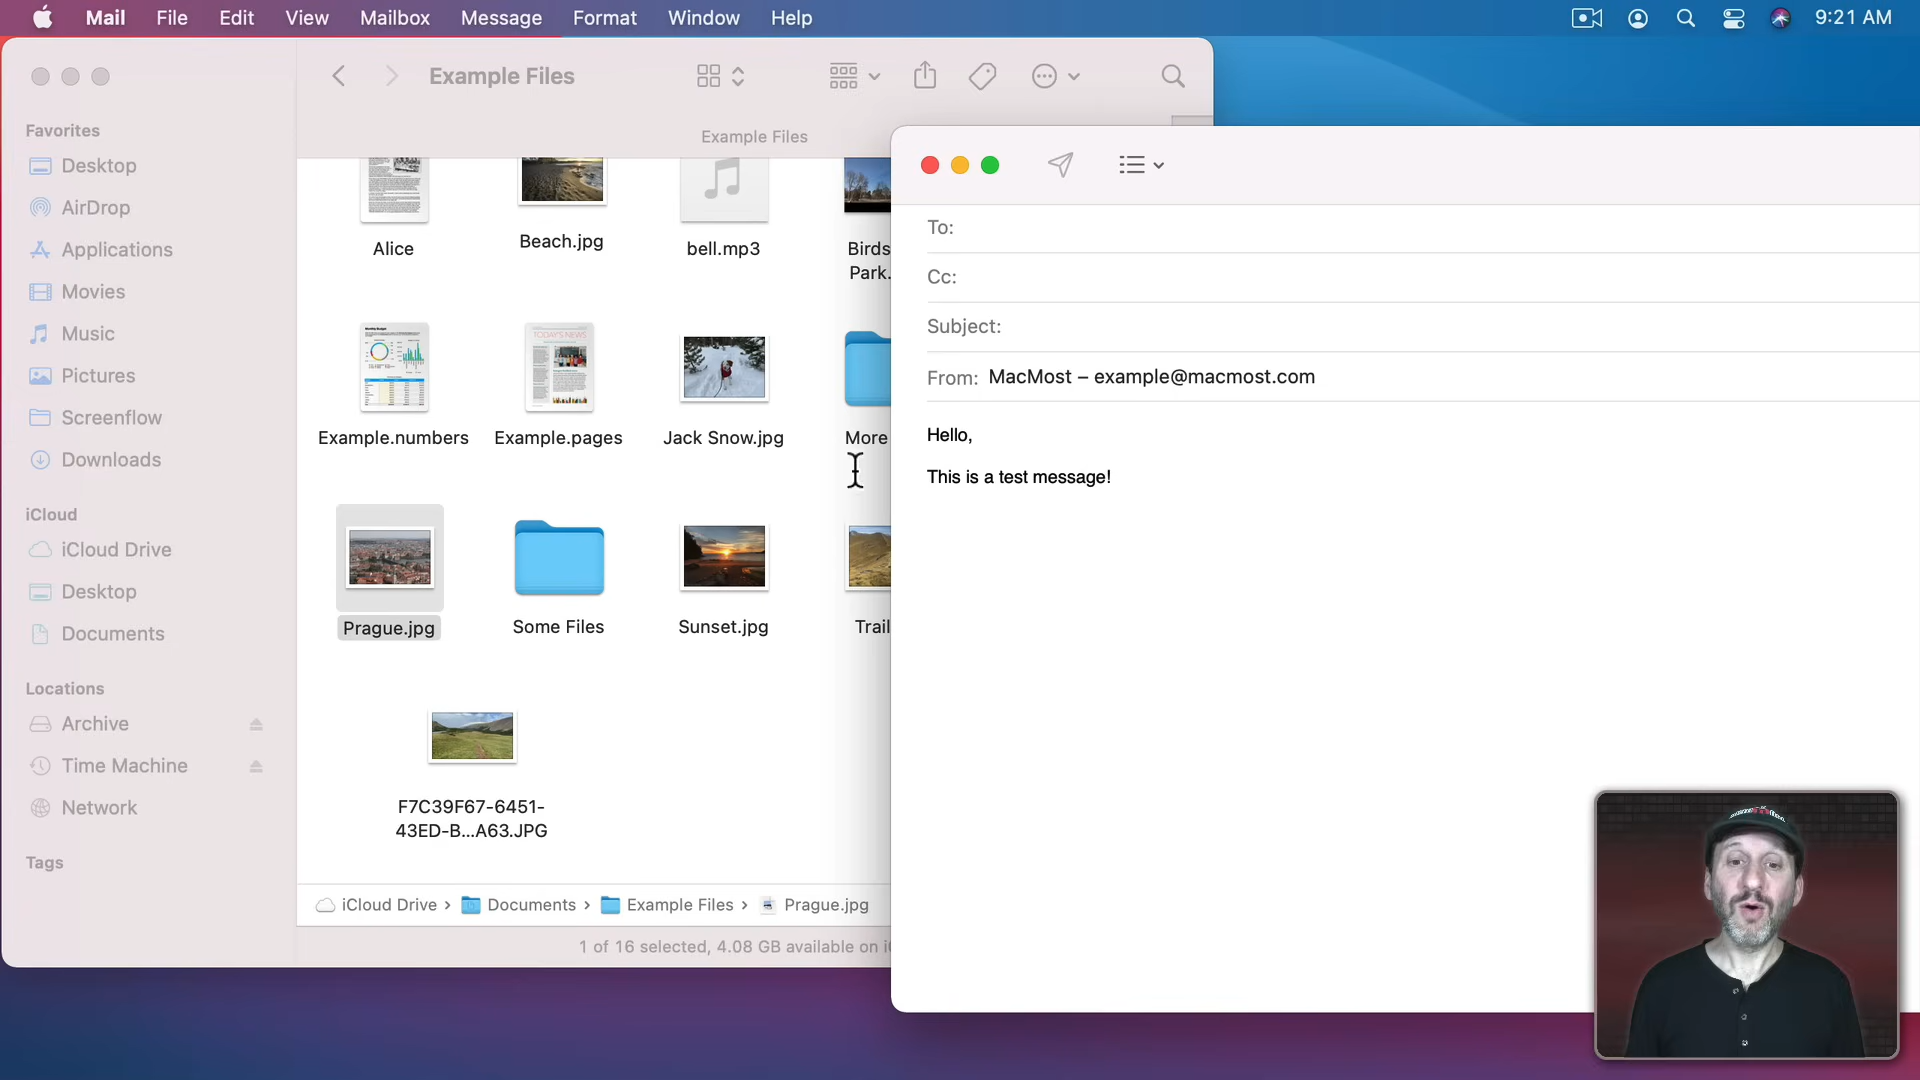 Mail File Edit View Mailbox Message Format Window Help 9:21 AM
Example Files
Example Files
Favorites
Desktop
AirDrop
Applications
Movies
Music
Pictures
Screenflow
Downloads
iCloud
iCloud Drive
Desktop
Documents
Locations
Archive
Time Machine
Network
Tags
Alice
Beach.jpg
bell.mp3
Birds
Park.
Example.numbers
Example.pages
TODAY'S NEWS
Jack Snow.jpg
More
Prague.jpg
Some Files
Sunset.jpg
Trail
F7C39F67-6451-
43ED-B...A63.JPG
iCloud Drive › Documents › Example Files › Prague.jpg
1 of 16 selected, 4.08 GB available on
To:
Cc:
Subject:
From: MacMost – example@macmost.com
Hello,
This is a test message!